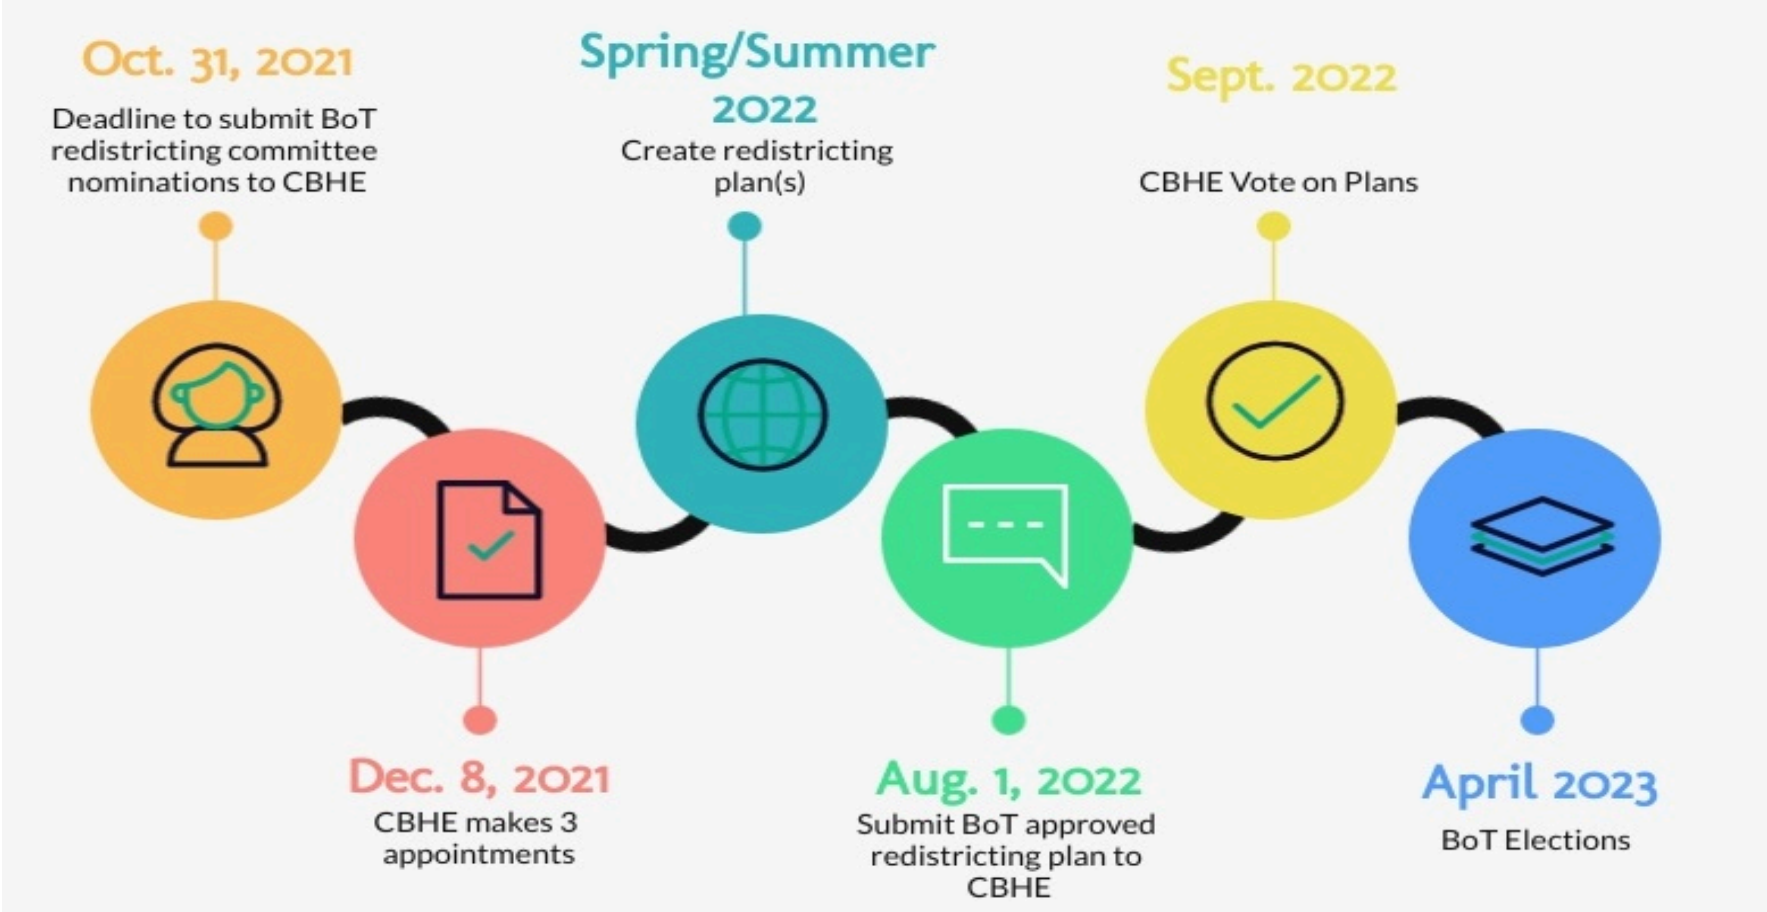 Oct. 31, 2021
Deadline to submit BoT
redistricting committee
nominations to CBHE
Dec. 8, 2021
CBHE makes 3
appointments
Spring/Summer
2022
Create redistricting
plan(s)
Aug. 1, 2022
Submit BoT approved
redistricting plan to
CBHE
Sept. 2022
CBHE Vote on Plans
April 2023
BoT Elections